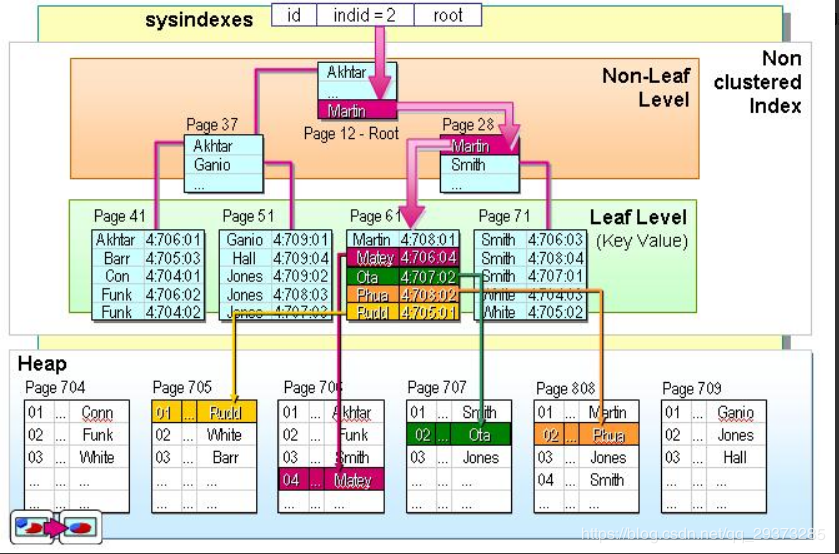 sysindexes
id indid = 2 root
Non
clustered
Index
Non-Leaf
Level
Akhtar
...
Martin
Page 12 - Root
Page 37
Akhtar
Ganio
...
Page 28
Martin
Smith
...
Leaf Level
(Key Value)
Page 41
Akhtar 4:706:01
Barr 4:705:03
Con 4:704:01
Funk 4:706:02
Funk 4:704:02
Page 51
Ganio 4:709:01
Hall 4:709:04
Jones 4:709:02
Jones 4:708:03
Jones 4:707:03
Page 61
Martin 4:708:01
Matey 4:706:04
Ota 4:707:02
Phua 4:708:02
Rudd 4:705:01
Page 71
Smith 4:706:03
Smith 4:708:04
Smith 4:707:01
White 4:704:03
White 4:705:02
Heap
Page 704
01 ... Conn
02 ... Funk
03 ... White
... ... ...
... ... ...
Page 705
01 ... Rudd
02 ... White
03 ... Barr
... ... ...
... ... ...
Page 706
01 ... Akhtar
02 ... Funk
03 ... Smith
04 ... Matey
... ... ...
Page 707
01 ... Smith
02 ... Ota
03 ... Jones
... ... ...
... ... ...
Page 808
01 ... Martin
02 ... Phua
03 ... Jones
04 ... Smith
... ... ...
Page 709
01 ... Ganio
02 ... Jones
03 ... Hall
... ... ...
... ... ...